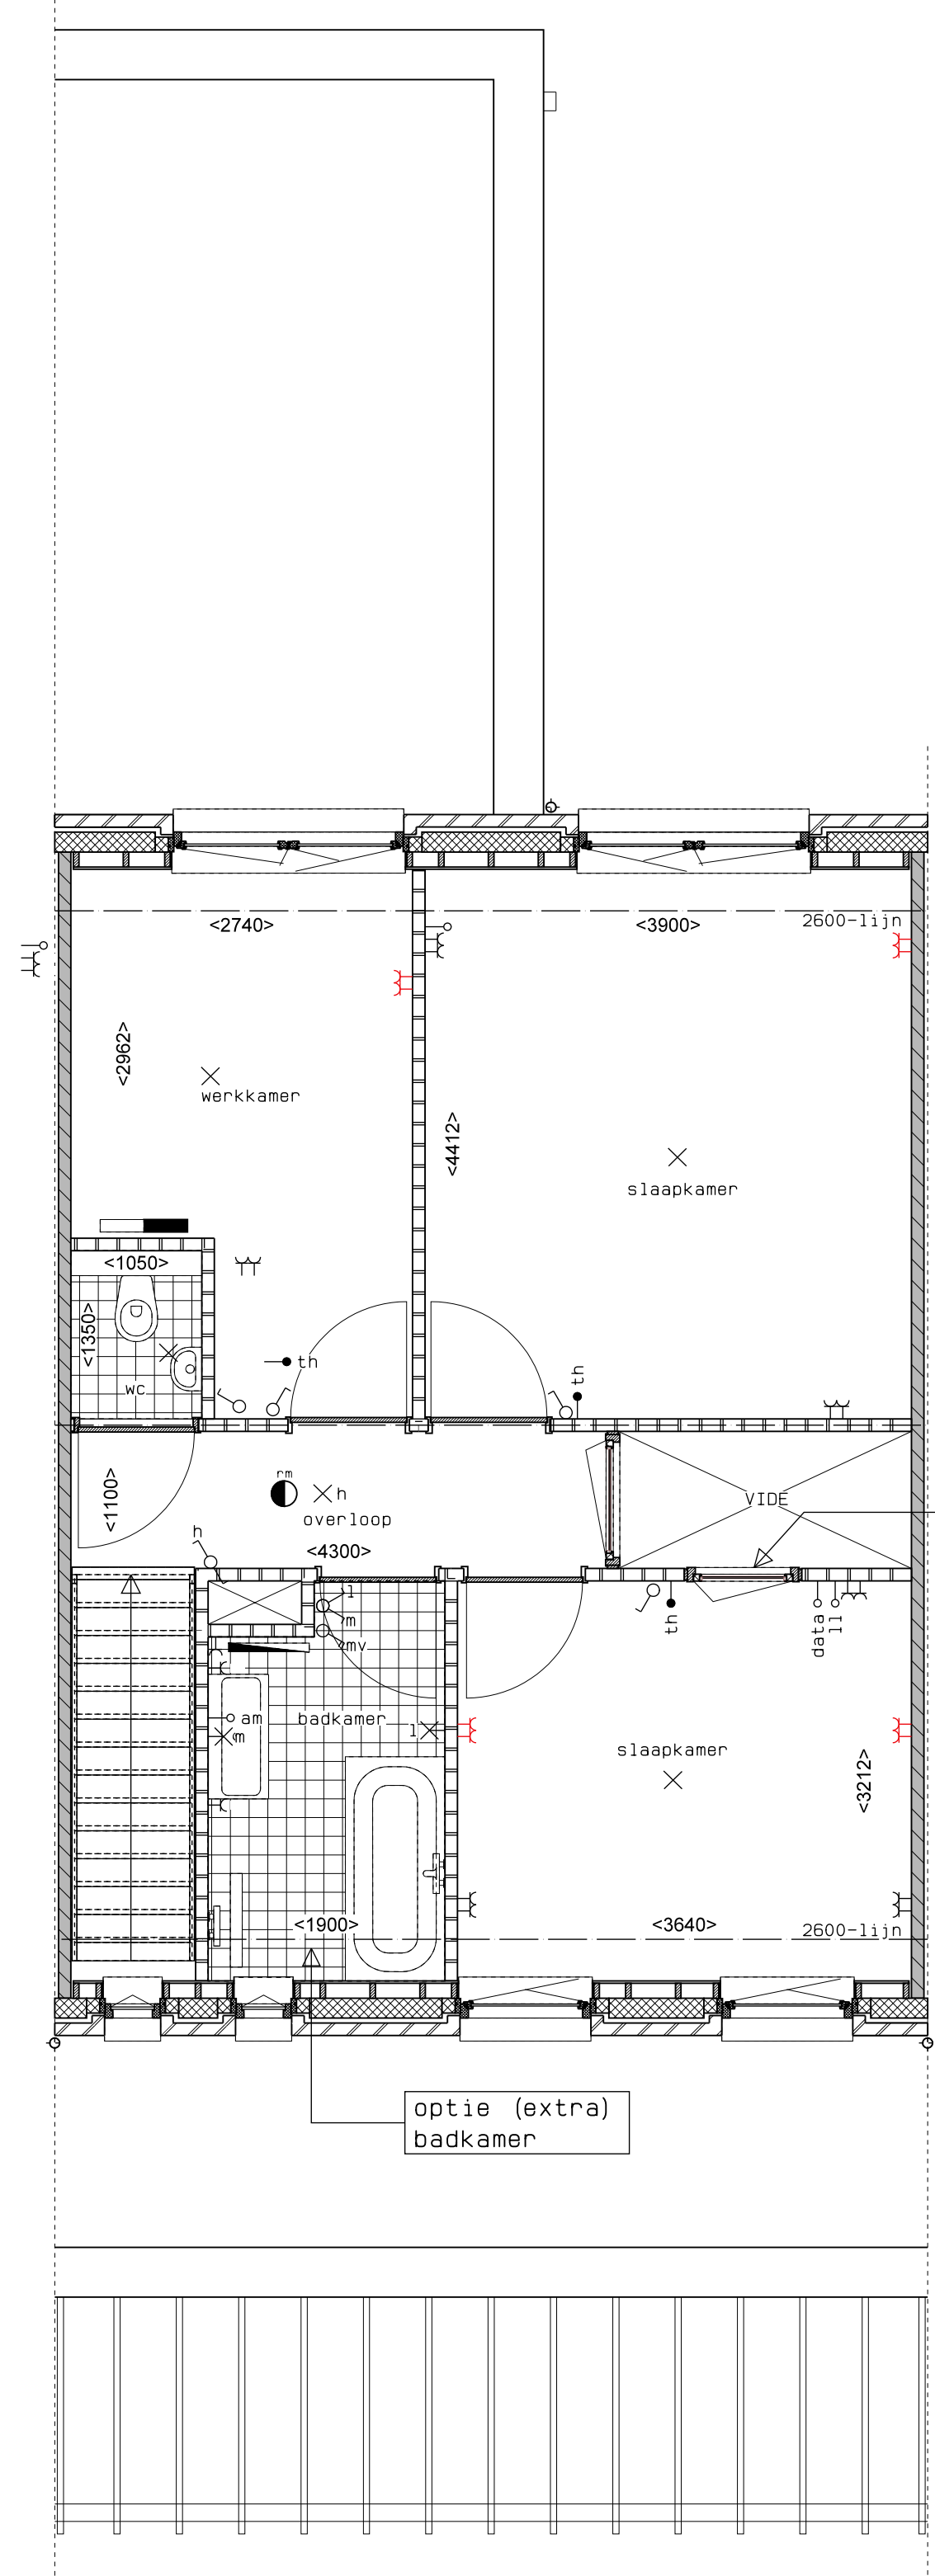 <2740>
<3900>
2600-lijn
<2962>
werkkamer
<4412>
slaapkamer
<1050>
<1350>
wc
th
th
<1100>
rm
h
overloop
VIDE
h
<4300>
l
m
mv
th
data
ll
am
m
badkamer
l
slaapkamer
<3212>
<1900>
<3640>
2600-lijn
optie (extra)
badkamer